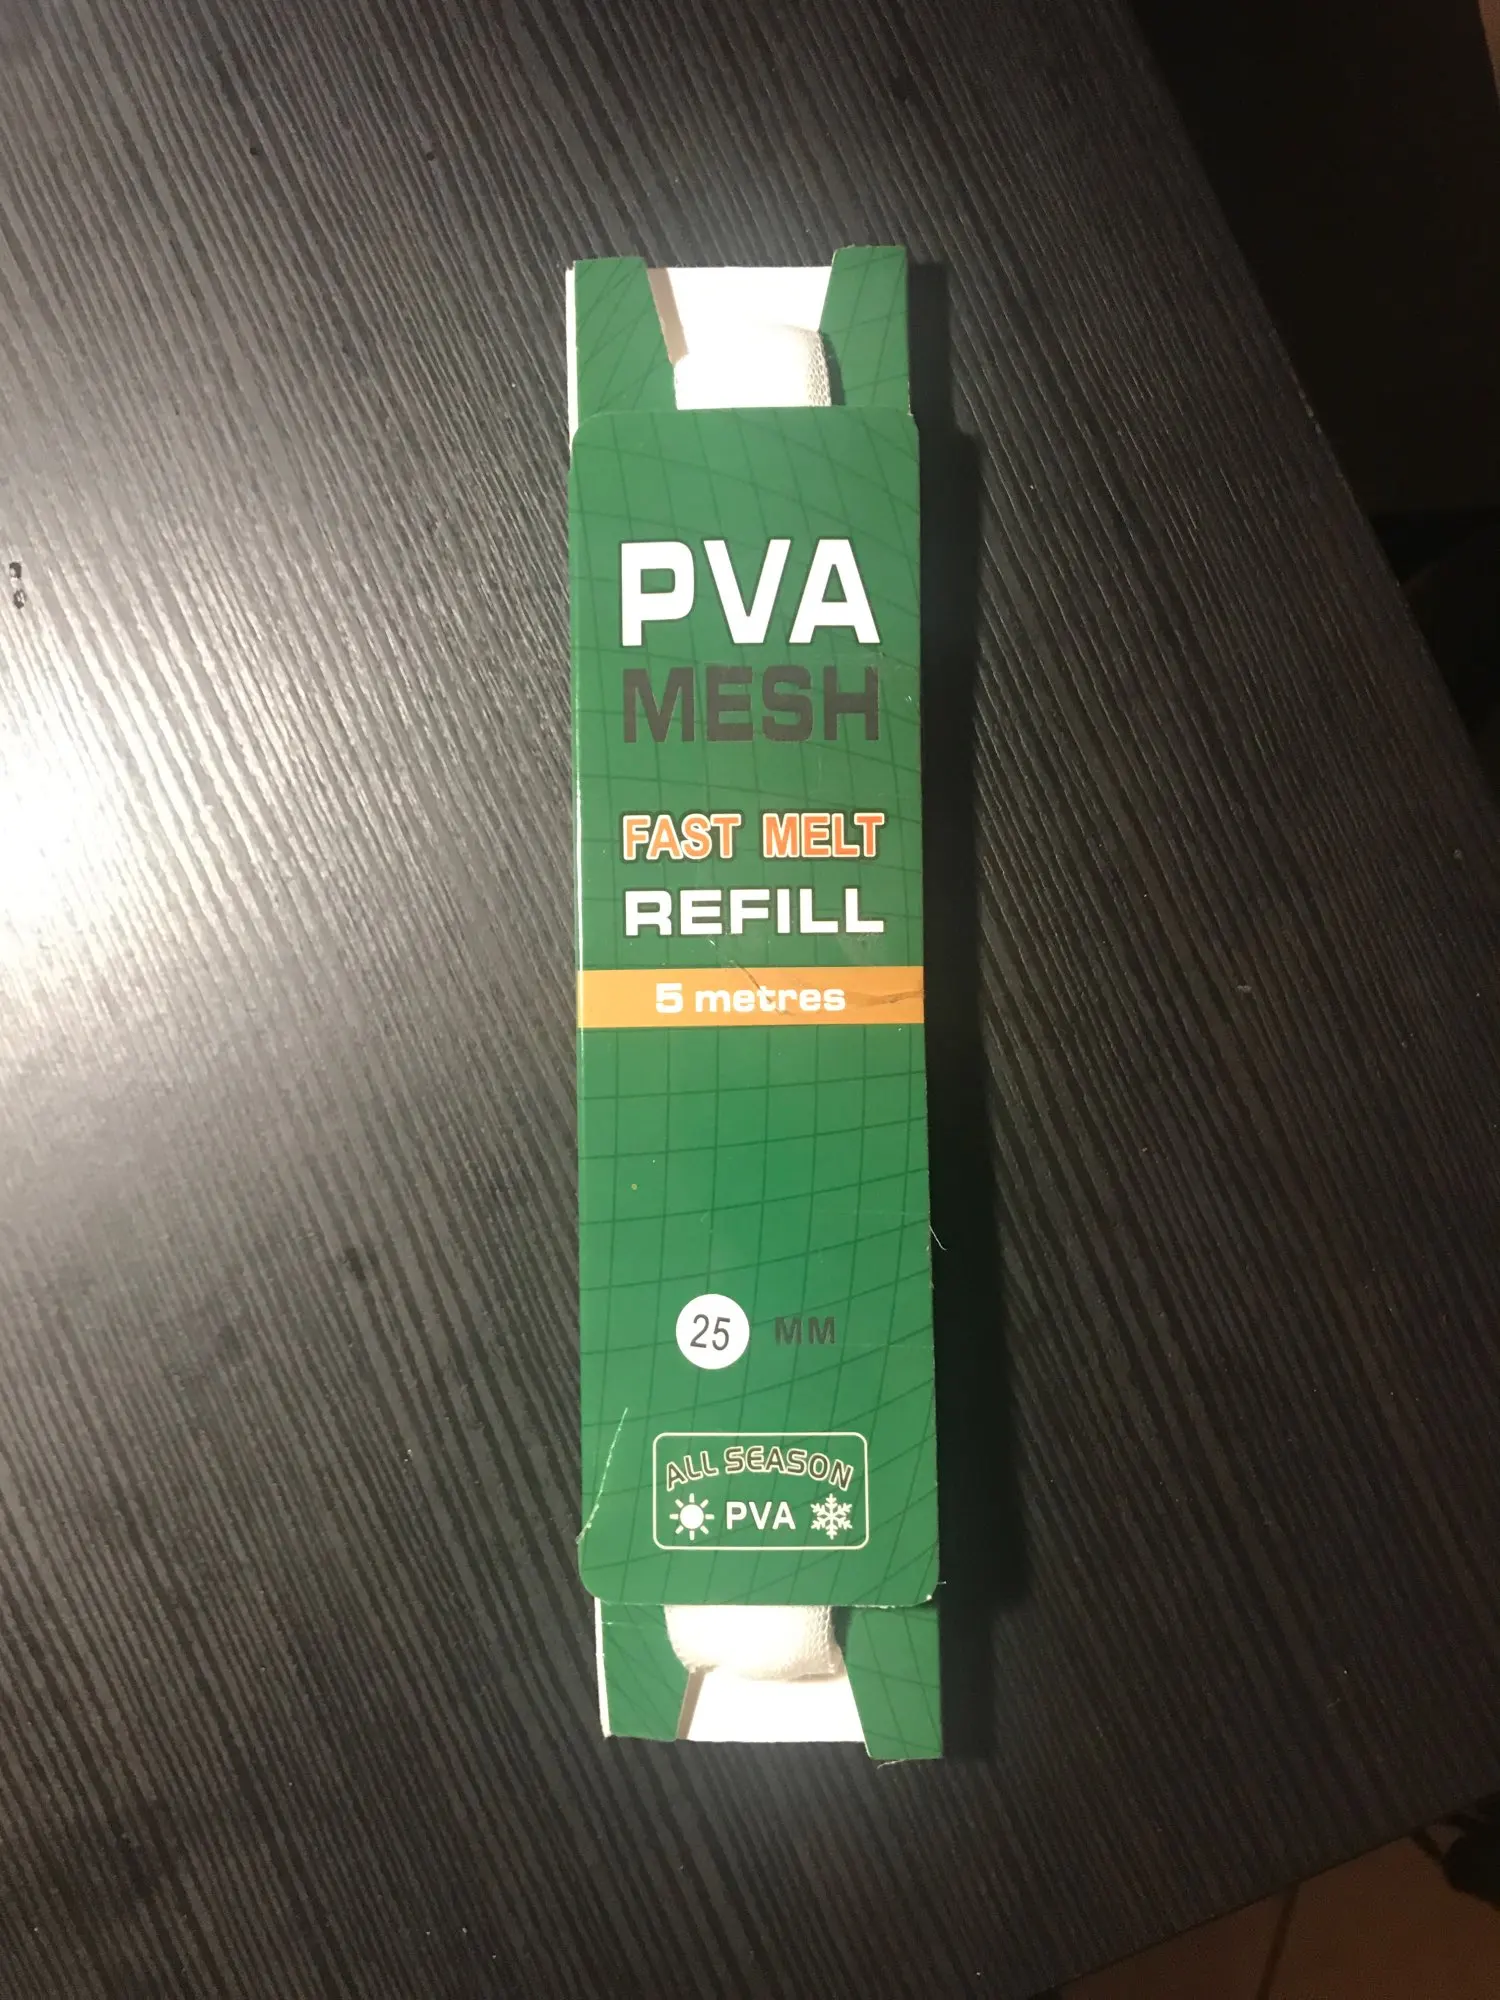 PVA
MESH
FAST MELT
REFILL
5 metres
25 MM
ALL SEASON
PVA